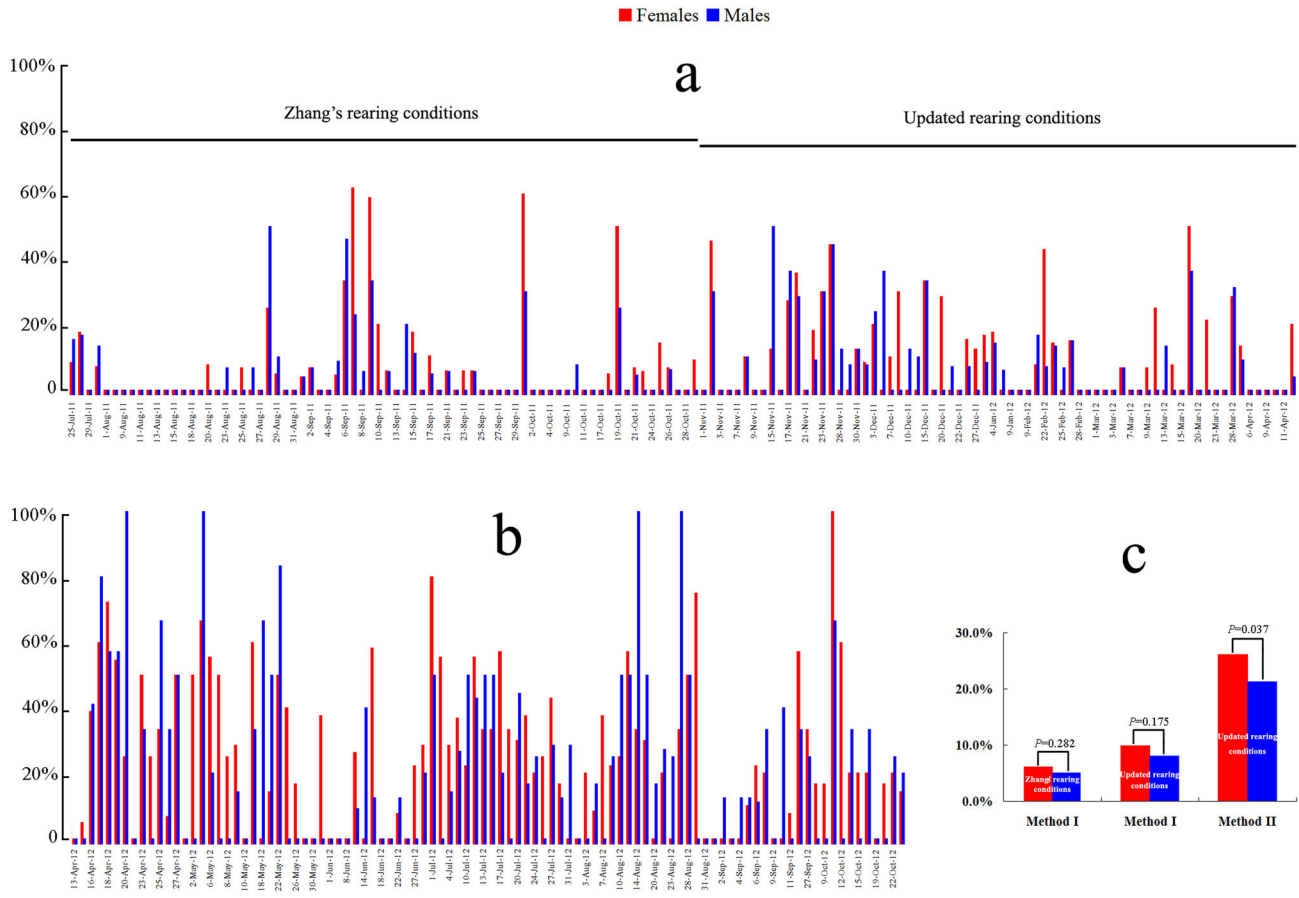 Females Males
a
100%
80%
60%
40%
20%
0
Zhang’s rearing conditions
Updated rearing conditions
25-Jul-11 29-Jul-11 1-Aug-11 9-Aug-11 11-Aug-11 13-Aug-11 15-Aug-11 18-Aug-11 20-Aug-11 23-Aug-11 25-Aug-11 27-Aug-11 29-Aug-11 31-Aug-11 2-Sep-11 4-Sep-11 6-Sep-11 8-Sep-11 10-Sep-11 13-Sep-11 15-Sep-11 17-Sep-11 21-Sep-11 23-Sep-11 25-Sep-11 27-Sep-11 29-Sep-11 2-Oct-11 4-Oct-11 9-Oct-11 11-Oct-11 17-Oct-11 19-Oct-11 21-Oct-11 24-Oct-11 26-Oct-11 28-Oct-11 1-Nov-11 3-Nov-11 7-Nov-11 9-Nov-11 15-Nov-11 17-Nov-11 21-Nov-11 23-Nov-11 28-Nov-11 30-Nov-11 3-Dec-11 6-Dec-11 10-Dec-11 15-Dec-11 20-Dec-11 22-Dec-11 27-Dec-11 4-Jan-12 9-Jan-12 9-Feb-12 22-Feb-12 25-Feb-12 28-Feb-12 1-Mar-12 3-Mar-12 7-Mar-12 9-Mar-12 13-Mar-12 15-Mar-12 20-Mar-12 23-Mar-12 28-Mar-12 6-Apr-12 9-Apr-12 11-Apr-12
b
100%
80%
60%
40%
20%
0
13-Apr-12 16-Apr-12 18-Apr-12 20-Apr-12 23-Apr-12 25-Apr-12 27-Apr-12 2-May-12 6-May-12 8-May-12 10-May-12 18-May-12 22-May-12 26-May-12 30-May-12 1-Jun-12 8-Jun-12 14-Jun-12 18-Jun-12 22-Jun-12 27-Jun-12 1-Jul-12 4-Jul-12 10-Jul-12 13-Jul-12 17-Jul-12 20-Jul-12 24-Jul-12 27-Jul-12 31-Jul-12 3-Aug-12 7-Aug-12 10-Aug-12 14-Aug-12 20-Aug-12 23-Aug-12 28-Aug-12 31-Aug-12 2-Sep-12 4-Sep-12 6-Sep-12 9-Sep-12 11-Sep-12 27-Sep-12 9-Oct-12 12-Oct-12 15-Oct-12 19-Oct-12 22-Oct-12
c
30.0%
20.0%
10.0%
0.0%
P=0.282
P=0.175
P=0.037
Zhang' rearing
conditions
Updated rearing
conditions
Updated rearing
conditions
Method I Method I Method II